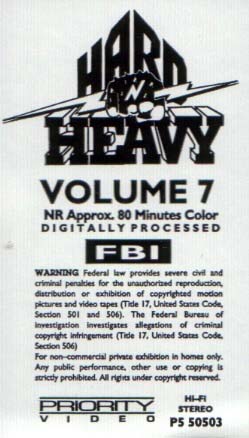 HARD
N
HEAVY
VOLUME 7
NR Approx. 80 Minutes Color
DIGITALLY PROCESSED
FBI
WARNING Federal law provides severe civil and
criminal penalties for the unauthorized reproduction,
distribution or exhibition of copyrighted motion
pictures and video tapes (Title 17, United States Code,
Section 501 and 506). The Federal Bureau of
Investigation investigates allegations of criminal
copyright infringement (Title 17, United States Code,
Section 506)
For non-commercial private exhibition in homes only.
Any public performance, other use or copying is
strictly prohibited. All rights under copyright reserved.
PRIORITY
VIDEO
Hi-Fi
STEREO
PS 50503